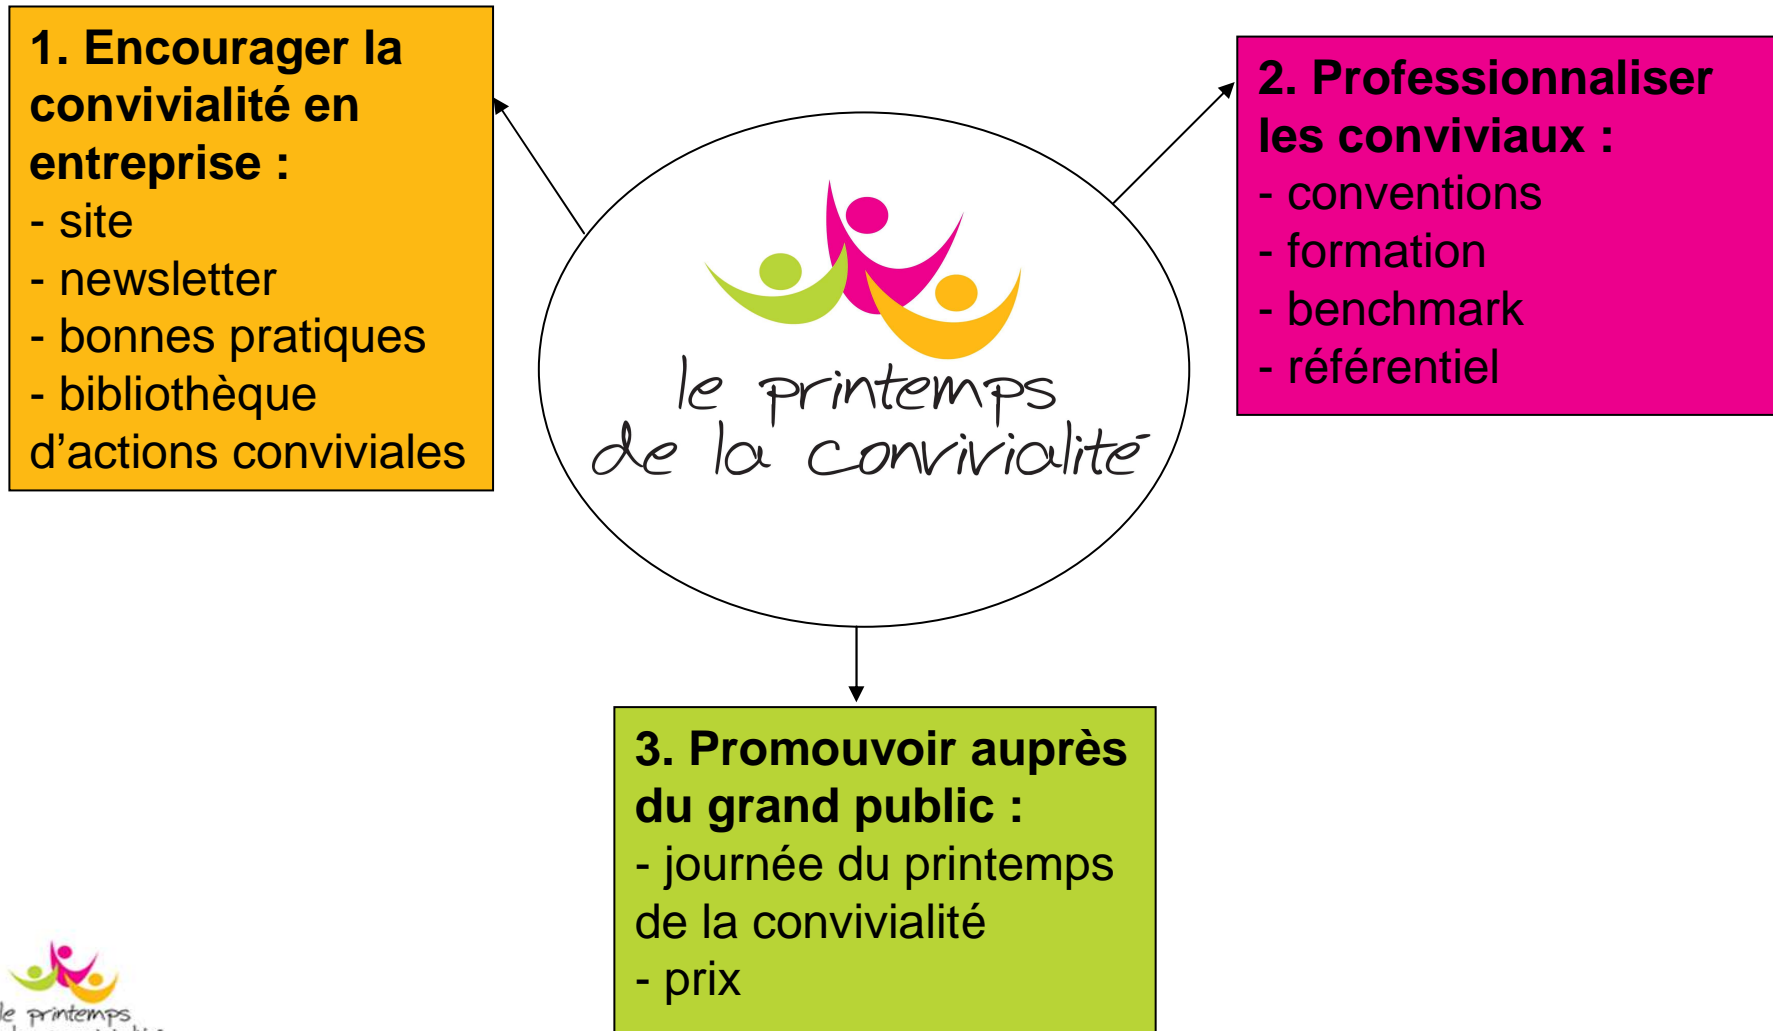 1. Encourager la
convivialité en
entreprise :
- site
- newsletter
- bonnes pratiques
- bibliothèque
d’actions conviviales
le printemps
de la convivialité
2. Professionnaliser
les conviviaux :
- conventions
- formation
- benchmark
- référentiel
3. Promouvoir auprès
du grand public :
- journée du printemps
de la convivialité
- prix
le printemps